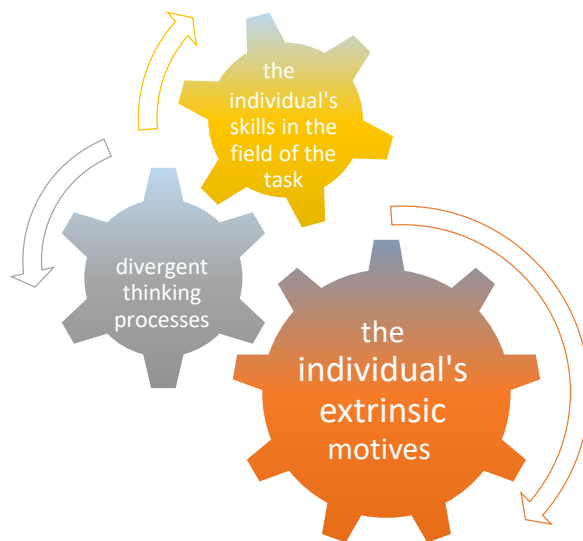 the
individual's
skills in the
field of the
task
divergent
thinking
processes
the
individual's
extrinsic
motives